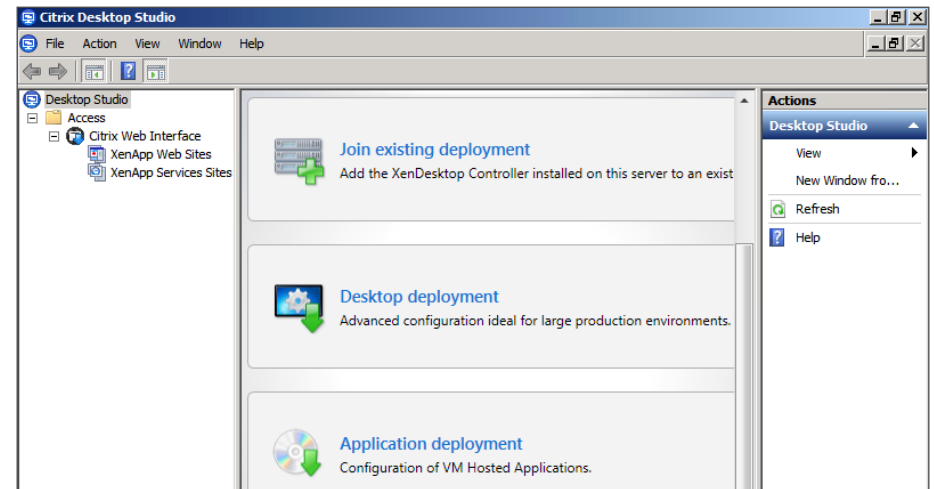 Citrix Desktop Studio
File Action View Window Help
Desktop Studio
Access
Citrix Web Interface
XenApp Web Sites
XenApp Services Sites
Join existing deployment
Add the XenDesktop Controller installed on this server to an exist
Desktop deployment
Advanced configuration ideal for large production environments.
Application deployment
Configuration of VM Hosted Applications.
Actions
Desktop Studio
View
New Window fro...
Refresh
Help